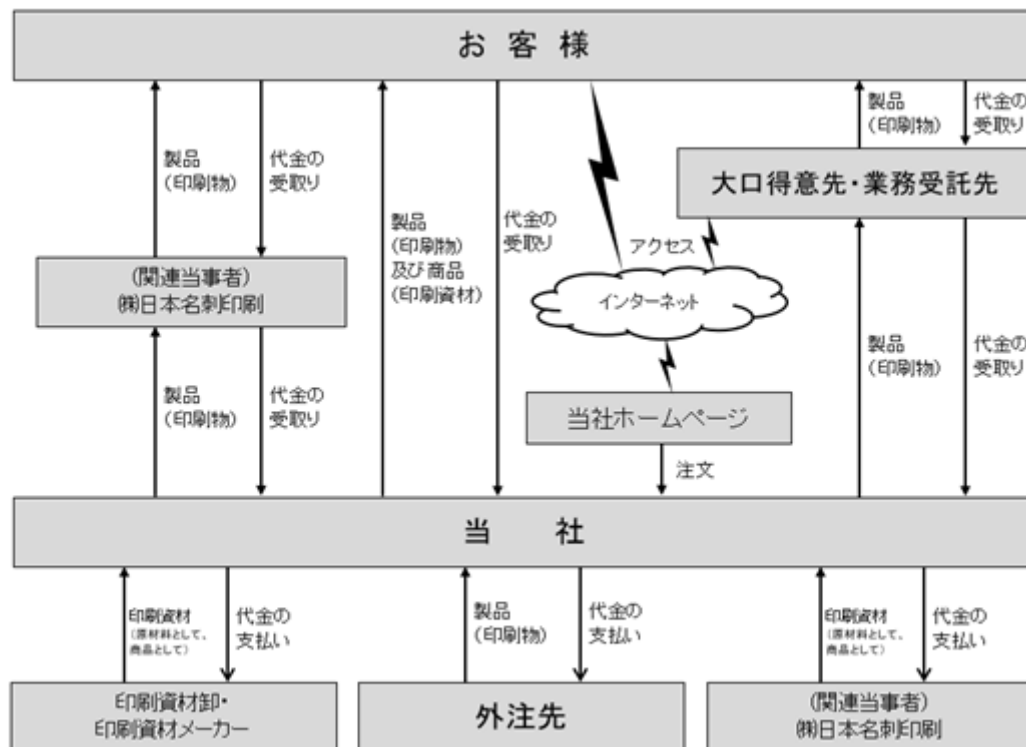 お客様
製品
(印刷物)
代金の
受取り
製品
(印刷物)
及び商品
(印刷資材)
代金の
受取り
製品
(印刷物)
代金の
受取り
大口得意先・業務受託先
アクセス
インターネット
(関連当事者)
㈱日本名刺印刷
製品
(印刷物)
代金の
受取り
当社ホームページ
注文
製品
(印刷物)
代金の
受取り
当社
印刷資材
(原材料として、
商品として)
代金の
支払い
製品
(印刷物)
代金の
支払い
印刷資材
(原材料として、
商品として)
代金の
支払い
印刷資材卸・
印刷資材メーカー
外注先
(関連当事者)
㈱日本名刺印刷